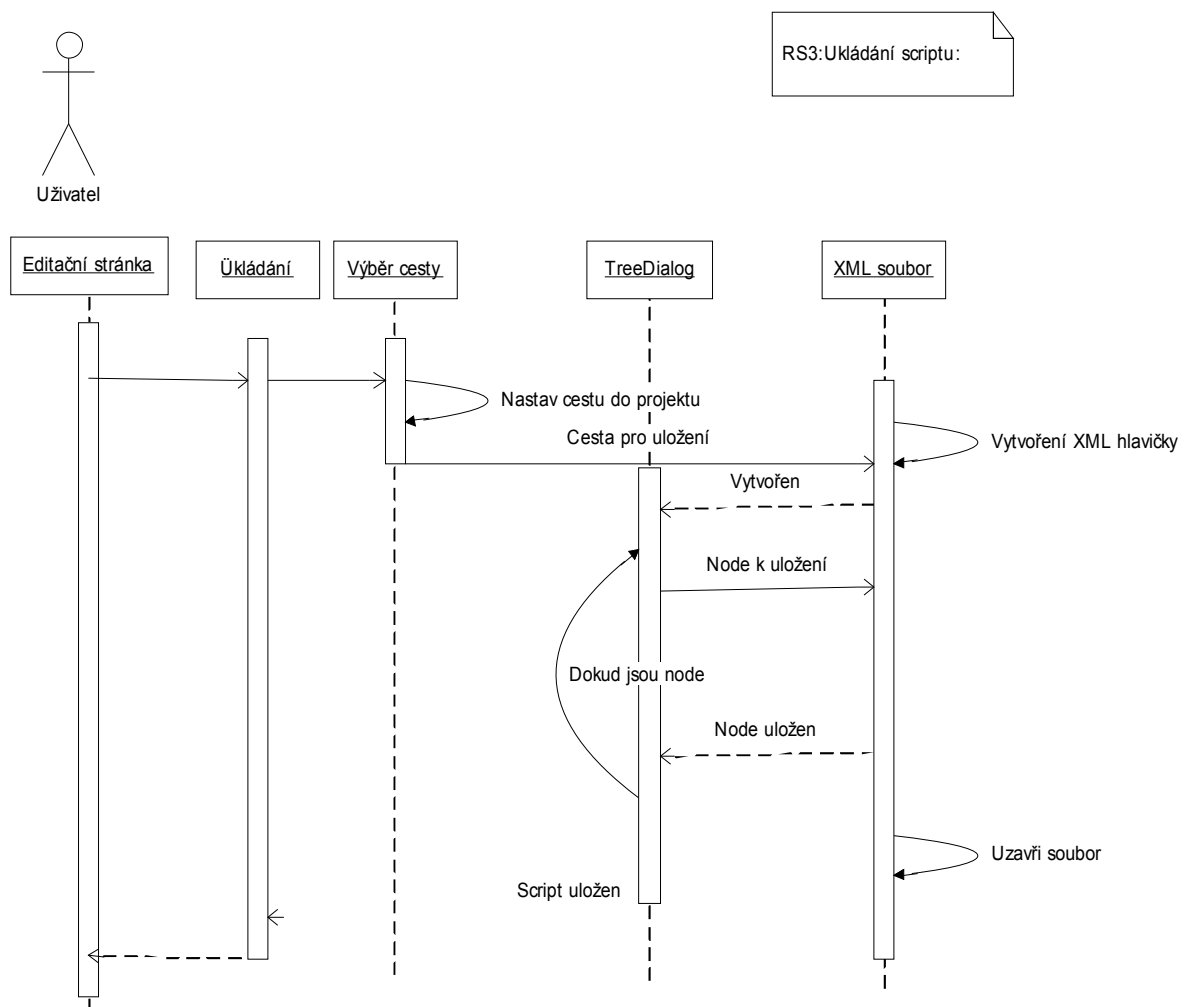 RS3:Ukládání scriptu:
Uživatel
Editační stránka
Ükládání
Výběr cesty
TreeDialog
XML soubor
Nastav cestu do projektu
Cesta pro uložení
Vytvoření XML hlavičky
Vytvořen
Node k uložení
Dokud jsou node
Node uložen
Uzavři soubor
Script uložen